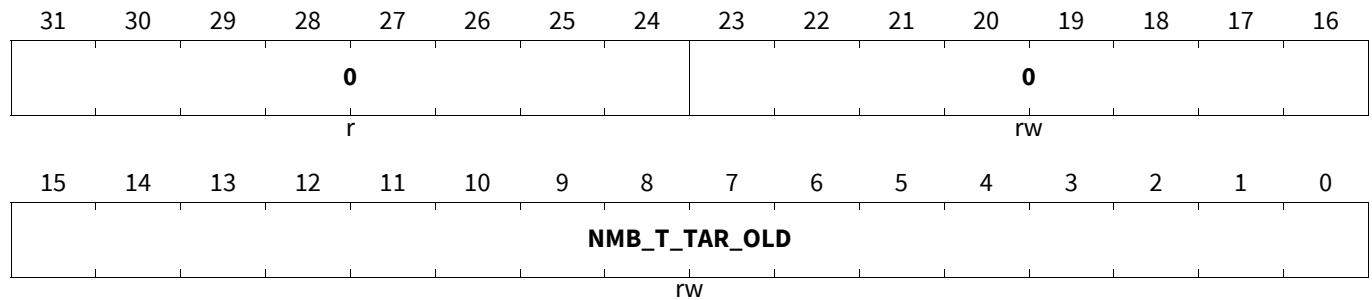 31 30 29 28 27 26 25 24 23 22 21 20 19 18 17 16
0 0
r rw
15 14 13 12 11 10 9 8 7 6 5 4 3 2 1 0
NMB_T_TAR_OLD
rw